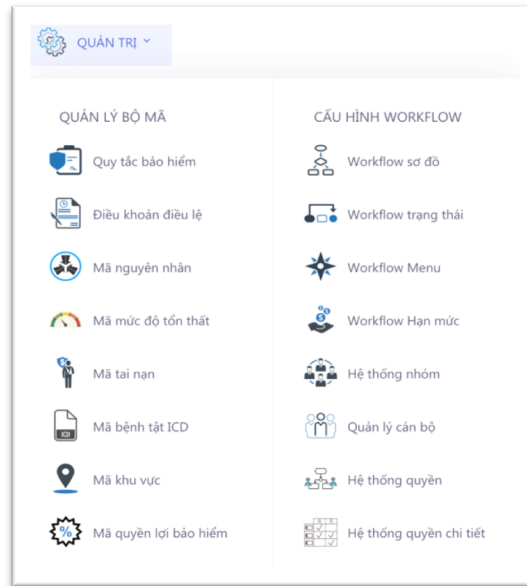 QUẢN TRỊ
QUẢN LÝ BỘ MÃ
Quy tắc bảo hiểm
Điều khoản điều lệ
Mã nguyên nhân
Mã mức độ tổn thất
Mã tai nạn
ICD
Mã bệnh tật ICD
Mã khu vực
%
Mã quyền lợi bảo hiểm
CẤU HÌNH WORKFLOW
Workflow sơ đồ
Workflow trạng thái
Workflow Menu
Workflow Hạn mức
Hệ thống nhóm
Quản lý cán bộ
Hệ thống quyền
Hệ thống quyền chi tiết